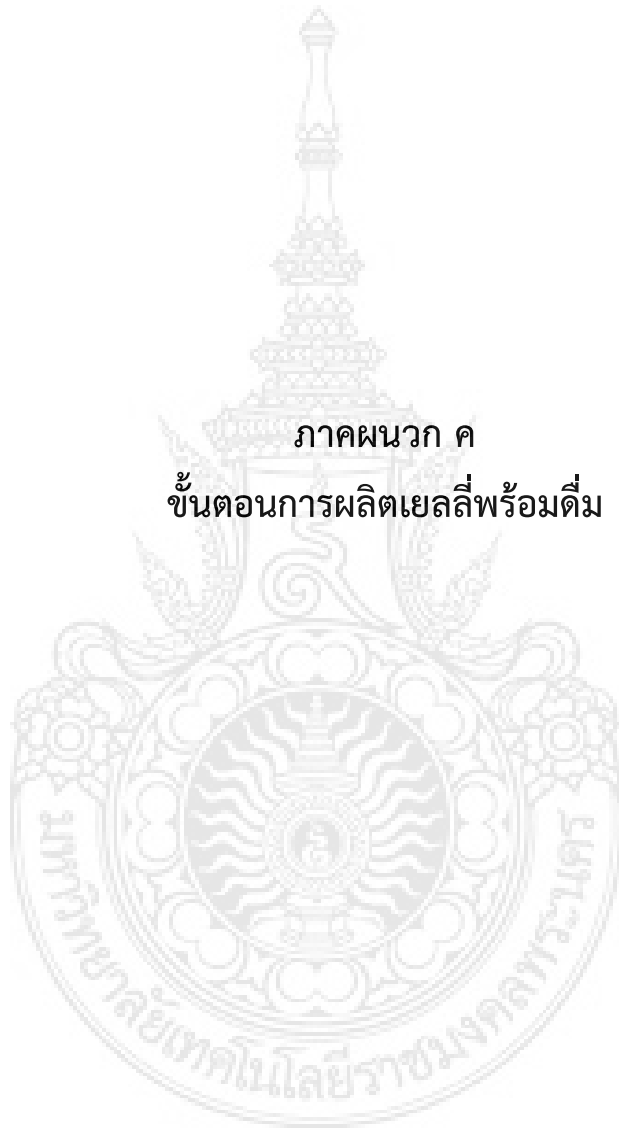 ภาคผนวก ค
ขั้นตอนการผลิตเยลลี่พร้อมดื่ม
มหาวิทยาลัยเทคโนโลยีราชมงคลพระนคร